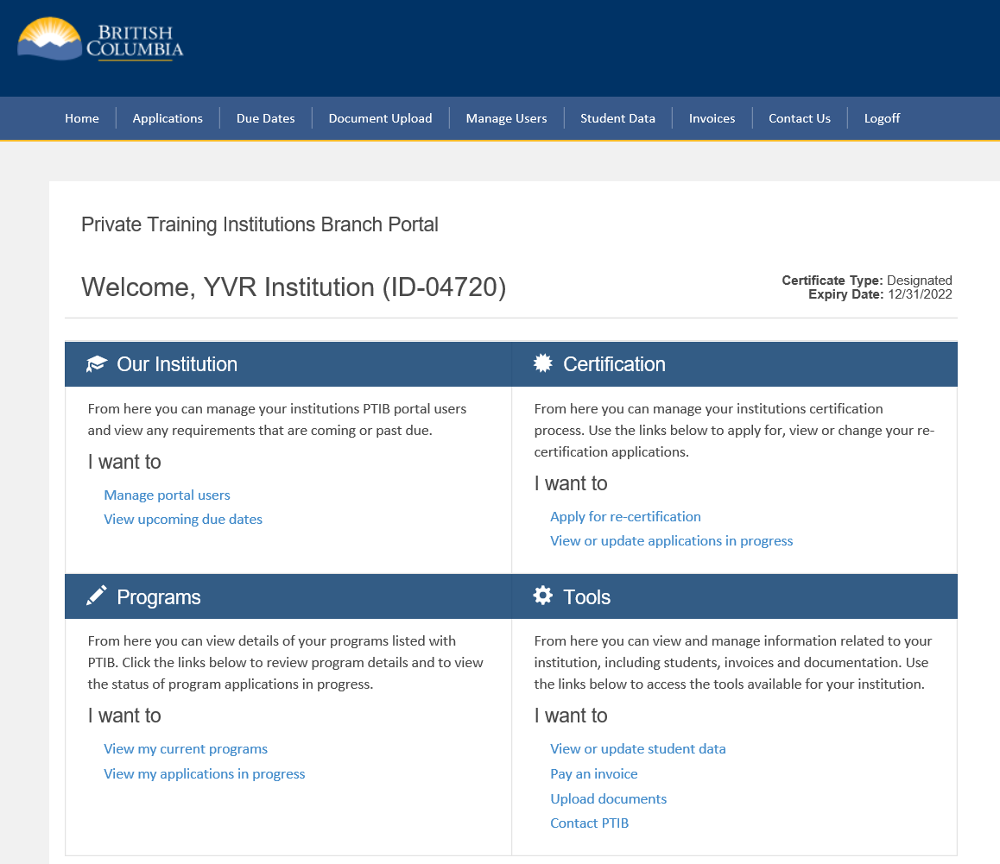 BRITISH
COLUMBIA
Home Applications Due Dates Document Upload Manage Users Student Data Invoices Contact Us Logoff
Private Training Institutions Branch Portal
Welcome, YVR Institution (ID-04720)
Certificate Type: Designated
Expiry Date: 12/31/2022
Our Institution
From here you can manage your institutions PTIB portal users
and view any requirements that are coming or past due.
I want to
Manage portal users
View upcoming due dates
Certification
From here you can manage your institutions certification
process. Use the links below to apply for, view or change your re-
certification applications.
I want to
Apply for re-certification
View or update applications in progress
Programs
From here you can view details of your programs listed with
PTIB. Click the links below to review program details and to view
the status of program applications in progress.
I want to
View my current programs
View my applications in progress
Tools
From here you can view and manage information related to your
institution, including students, invoices and documentation. Use
the links below to access the tools available for your institution.
I want to
View or update student data
Pay an invoice
Upload documents
Contact PTIB